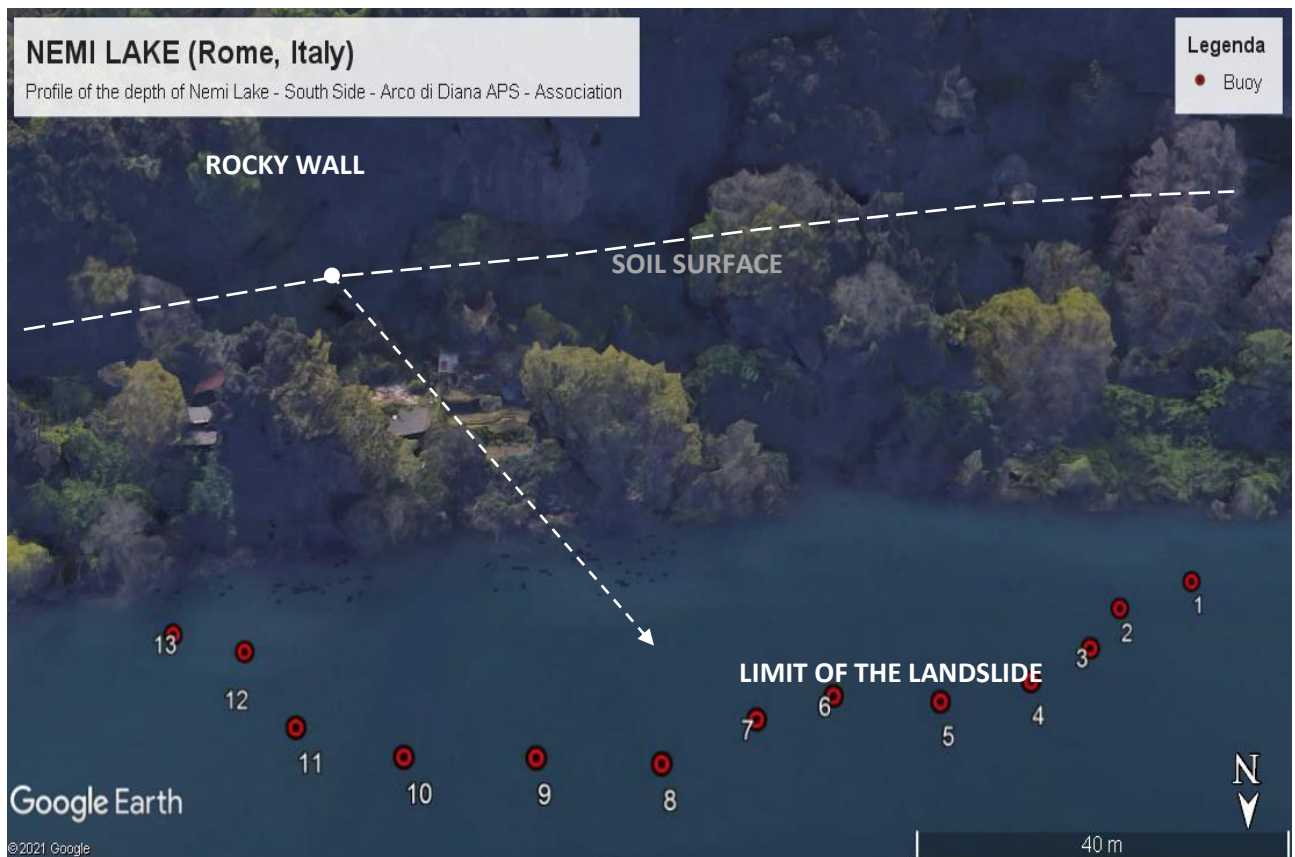 NEMI LAKE (Rome, Italy)
Profile of the depth of Nemi Lake - South Side - Arco di Diana APS - Association
Legenda
Buoy
ROCKY WALL
SOIL SURFACE
LIMIT OF THE LANDSLIDE
1
2
3
4
5
6
7
8
9
10
11
12
13
N
Google Earth
40 m
©2021 Google